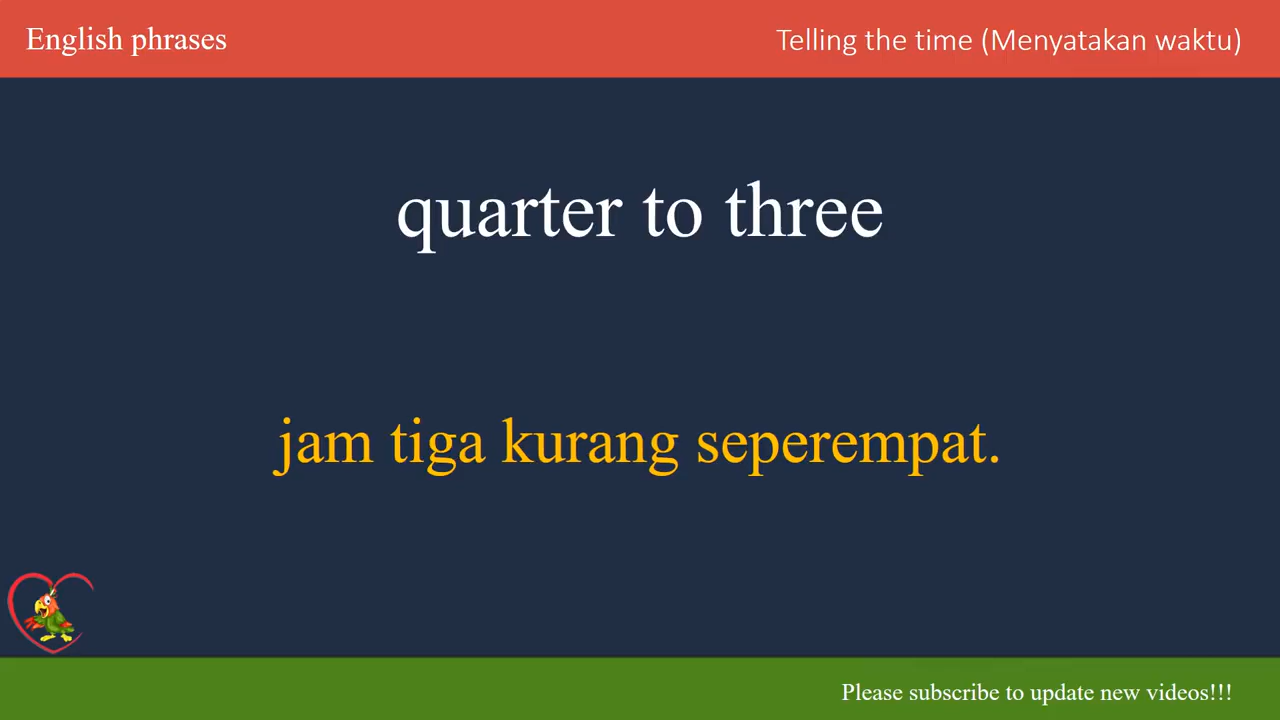 English phrases
Telling the time (Menyatakan waktu)
quarter to three
jam tiga kurang seperempat.
Please subscribe to update new videos!!!